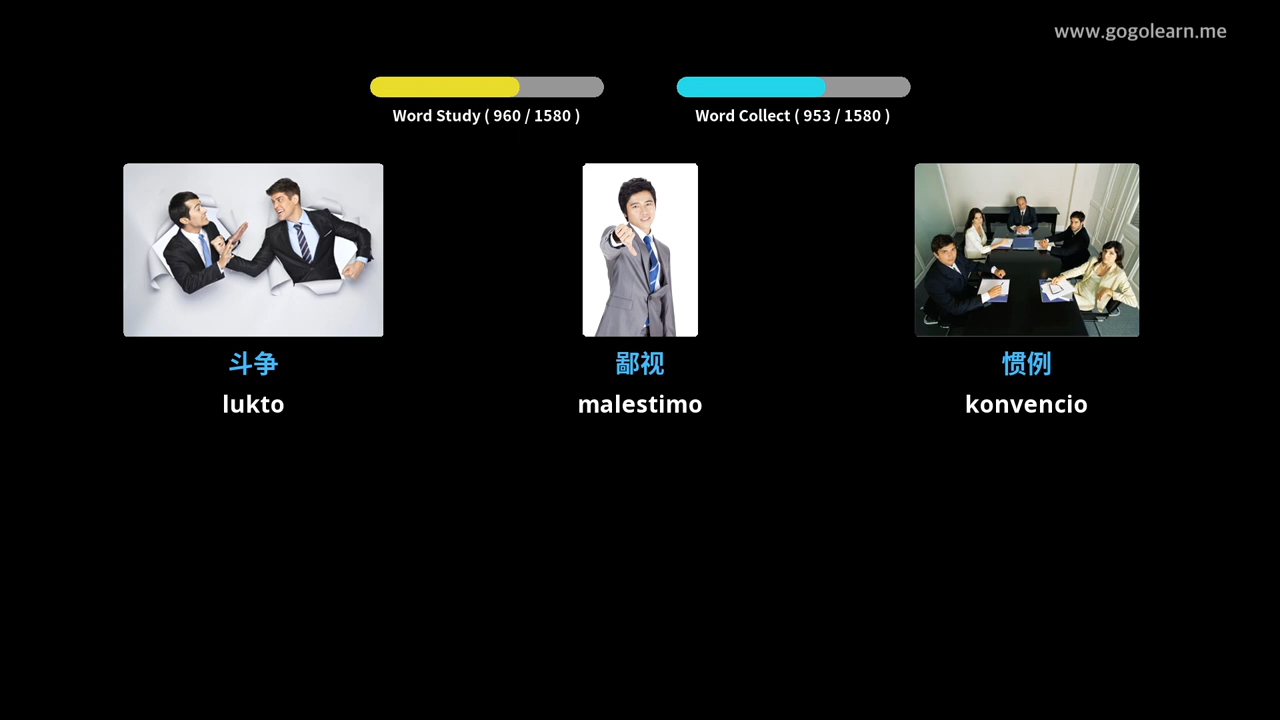 www.gogolearn.me
Word Study ( 960 / 1580 )
Word Collect ( 953 / 1580 )
斗争
鄙视
惯例
lukto
malestimo
konvencio